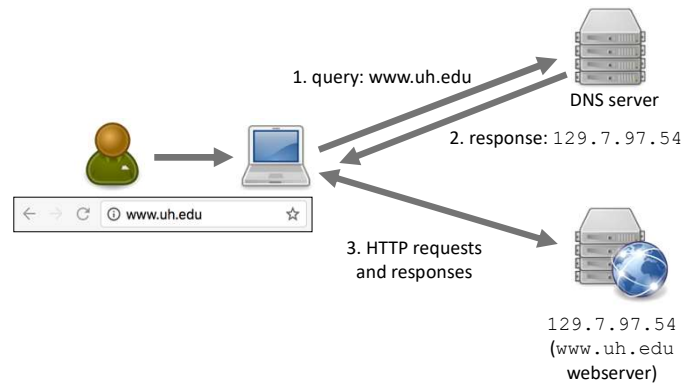 1. query: www.uh.edu
DNS server
2. response: 129.7.97.54
www.uh.edu
3. HTTP requests
and responses
129.7.97.54
(www.uh.edu
webserver)